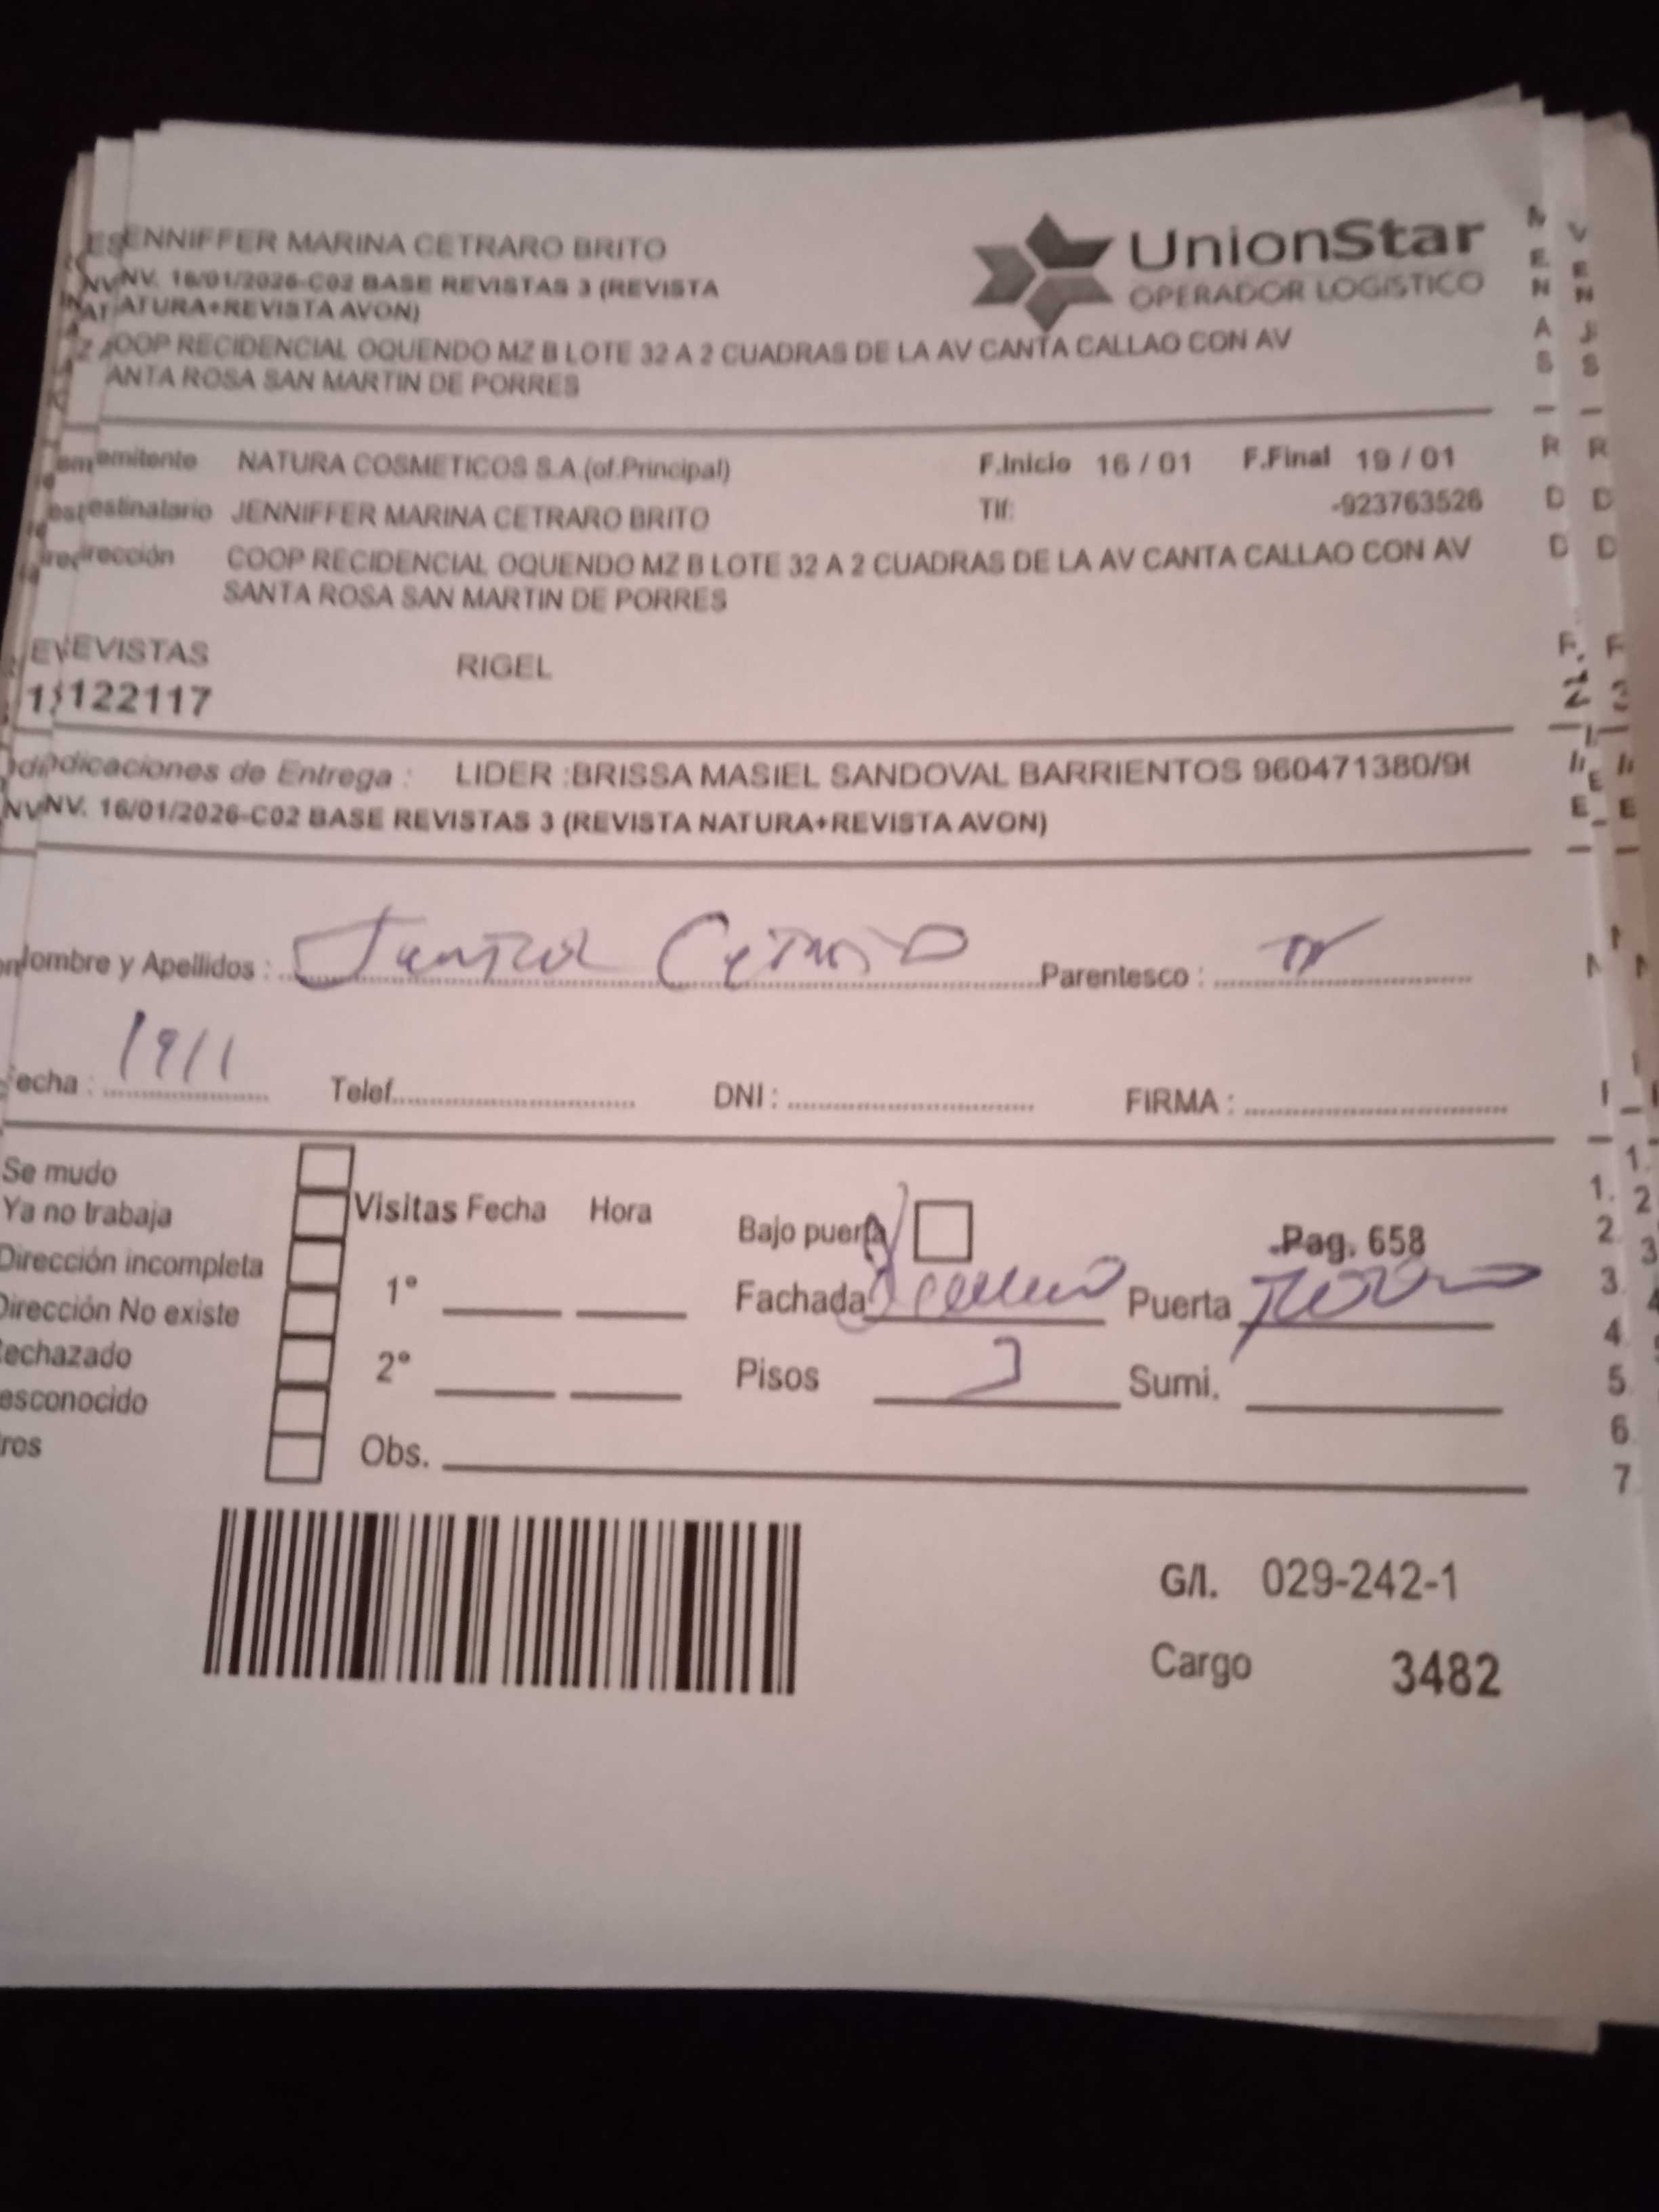 ENNIFFER MARINA CETRARO BRITO
NV. 16/01/2026-C02 BASE REVISTAS 3 (REVISTA
ATURA+REVISTA AVON)
OOP RECIDENCIAL OQUENDO MZ B LOTE 32 A 2 CUADRAS DE LA AV CANTA CALLAO CON AV
ANTA ROSA SAN MARTIN DE PORRES
UnionStar
OPERADOR LOGISTICO
emitente NATURA COSMETICOS S.A.(of.Principal) F.Inicio 16 / 01 F.Final 19 / 01
estinatario JENNIFFER MARINA CETRARO BRITO Tlf: -923763526
irección COOP RECIDENCIAL OQUENDO MZ B LOTE 32 A 2 CUADRAS DE LA AV CANTA CALLAO CON AV
SANTA ROSA SAN MARTIN DE PORRES
EVISTAS RIGEL
122117
dicaciones de Entrega : LIDER :BRISSA MASIEL SANDOVAL BARRIENTOS 960471380/9
NV. 16/01/2026-C02 BASE REVISTAS 3 (REVISTA NATURA+REVISTA AVON)
ombre y Apellidos : Parentesco :
echa : 19/1 Telef. DNI : FIRMA :
Se mudo
Ya no trabaja
Dirección incompleta
Dirección No existe
echazado
esconocido
ros
Visitas Fecha Hora
1°
2°
Obs.
Bajo puerta Pag. 658
Fachada Puerta
Pisos 2 Sumi.
G/I. 029-242-1
Cargo 3482